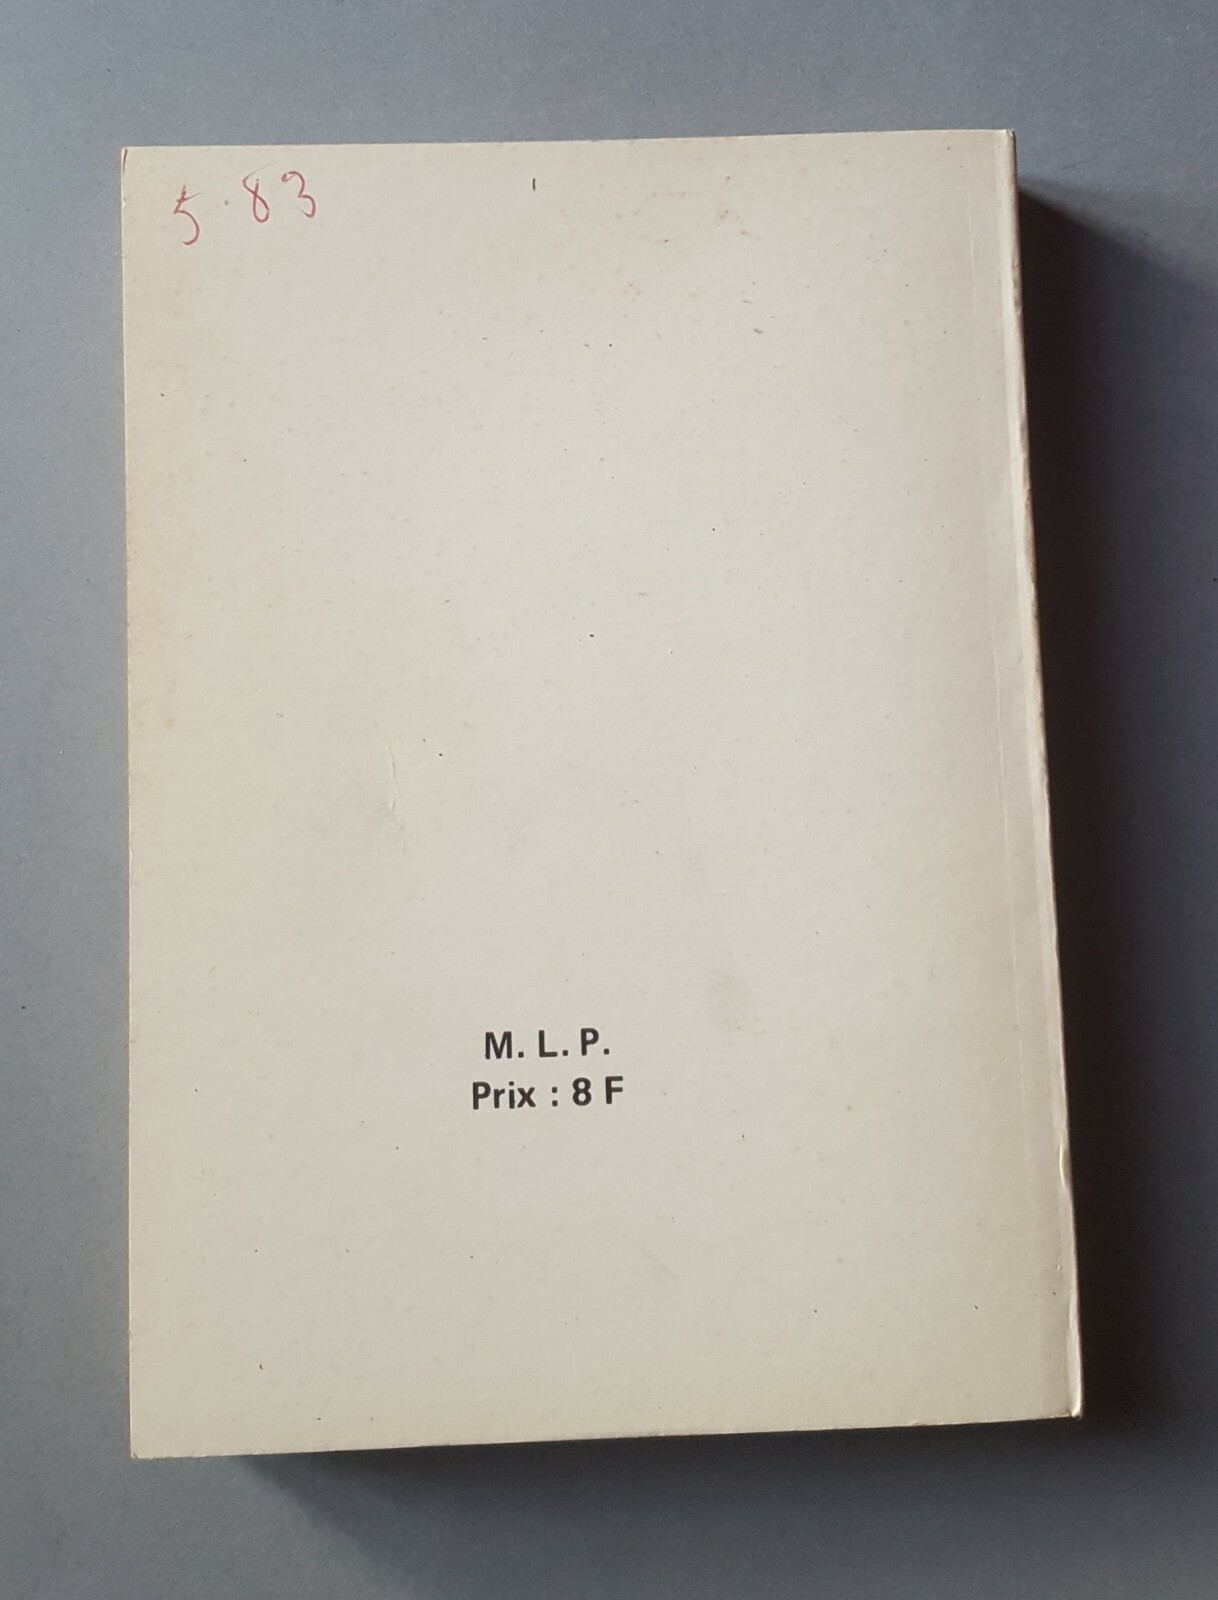 5.83
M. L. P.
Prix : 8 F